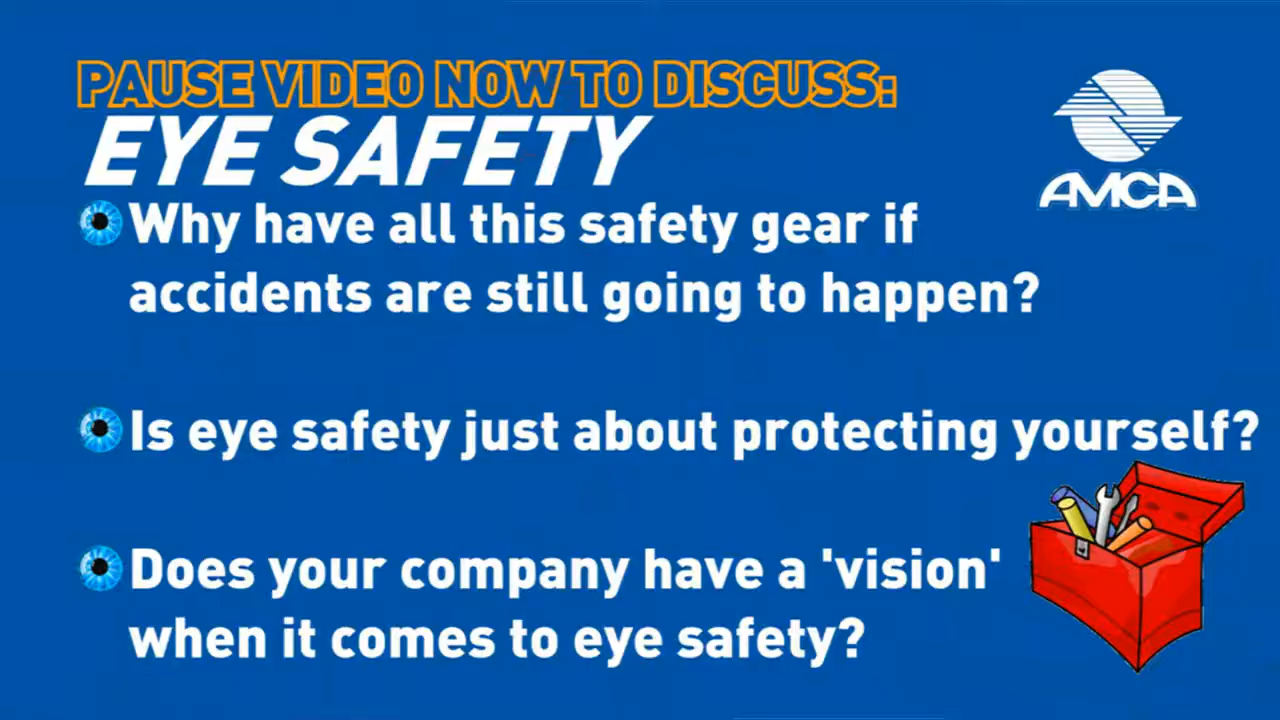 PAUSE VIDEO NOW TO DISCUSS:
EYE SAFETY
AMCA
Why have all this safety gear if
accidents are still going to happen?
Is eye safety just about protecting yourself?
Does your company have a 'vision'
when it comes to eye safety?